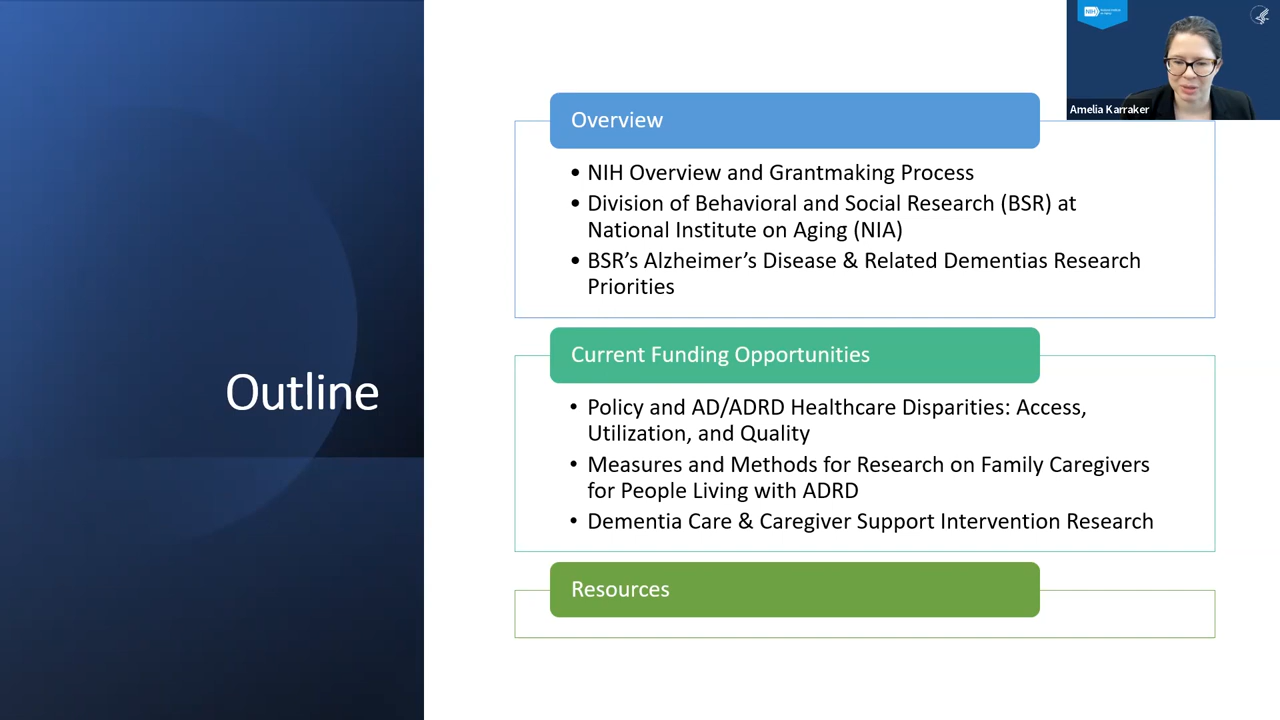 NIH
Amelia Karraker
Outline
Overview
• NIH Overview and Grantmaking Process
• Division of Behavioral and Social Research (BSR) at
National Institute on Aging (NIA)
• BSR’s Alzheimer’s Disease & Related Dementias Research
Priorities
Current Funding Opportunities
• Policy and AD/ADRD Healthcare Disparities: Access,
Utilization, and Quality
• Measures and Methods for Research on Family Caregivers
for People Living with ADRD
• Dementia Care & Caregiver Support Intervention Research
Resources